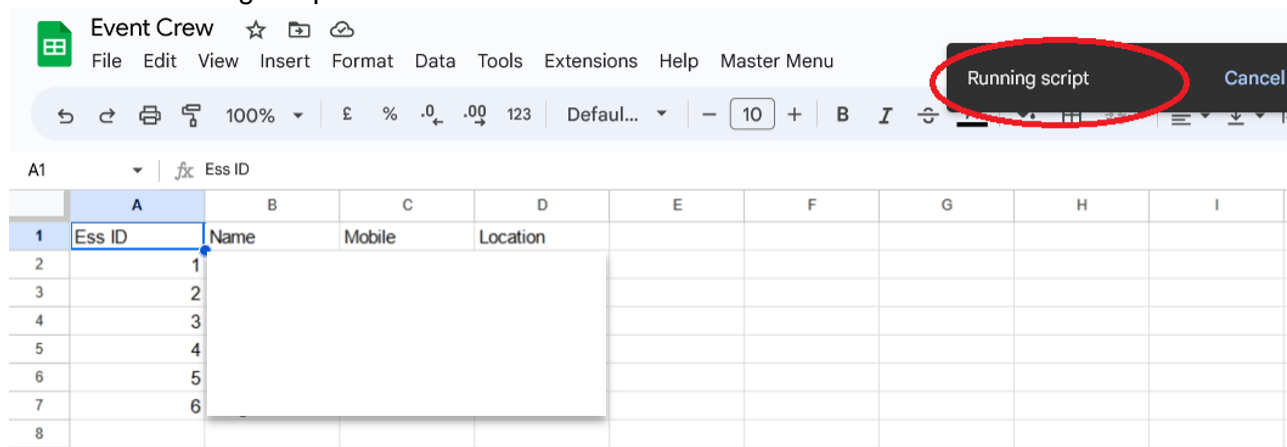 Event Crew
File Edit View Insert Format Data Tools Extensions Help Master Menu
Running script Cancel
100% £ % .0 .00 123 Defaul... − 10 + B I
A1 fx Ess ID
A B C D E F G H I
1 Ess ID Name Mobile Location
2 1
3 2
4 3
5 4
6 5
7 6
8